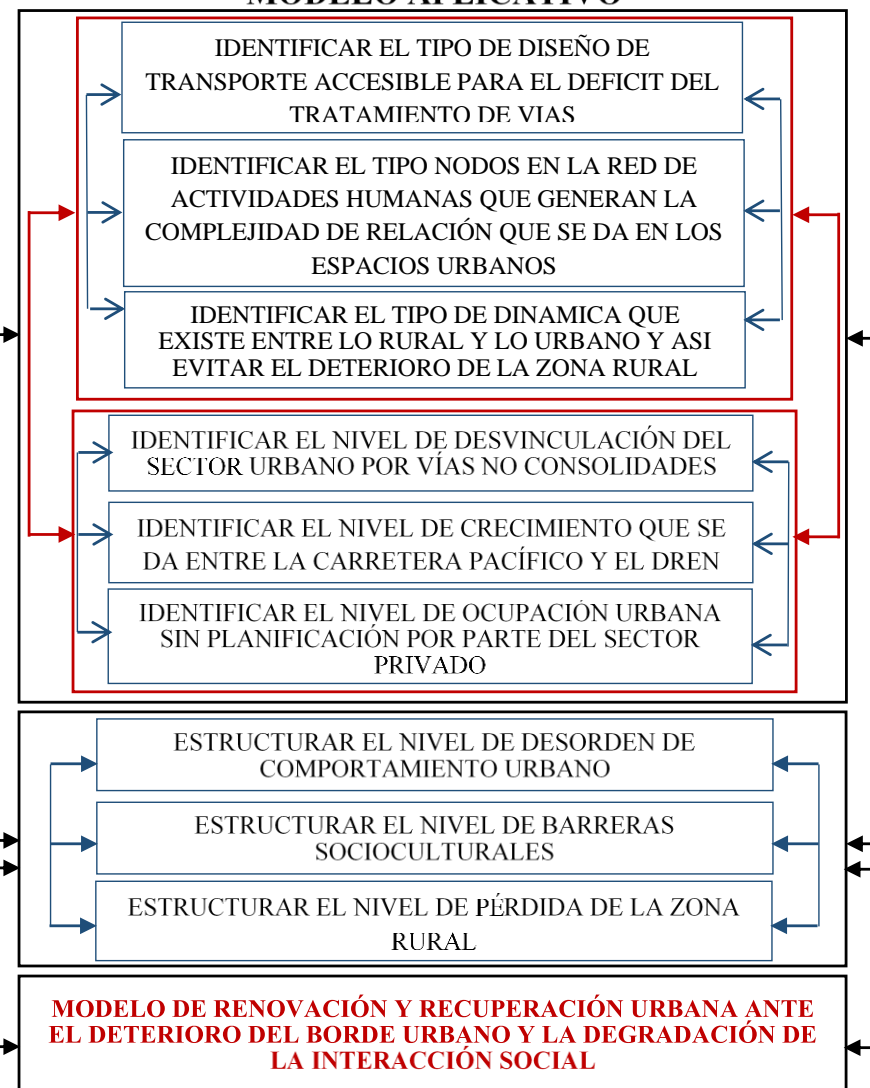 MODELO APLICATIVO
IDENTIFICAR EL TIPO DE DISEÑO DE
TRANSPORTE ACCESIBLE PARA EL DEFICIT DEL
TRATAMIENTO DE VIAS
IDENTIFICAR EL TIPO NODOS EN LA RED DE
ACTIVIDADES HUMANAS QUE GENERAN LA
COMPLEJIDAD DE RELACIÓN QUE SE DA EN LOS
ESPACIOS URBANOS
IDENTIFICAR EL TIPO DE DINAMICA QUE
EXISTE ENTRE LO RURAL Y LO URBANO Y ASI
EVITAR EL DETERIORO DE LA ZONA RURAL
IDENTIFICAR EL NIVEL DE DESVINCULACIÓN DEL
SECTOR URBANO POR VÍAS NO CONSOLIDADES
IDENTIFICAR EL NIVEL DE CRECIMIENTO QUE SE
DA ENTRE LA CARRETERA PACÍFICO Y EL DREN
IDENTIFICAR EL NIVEL DE OCUPACIÓN URBANA
SIN PLANIFICACIÓN POR PARTE DEL SECTOR
PRIVADO
ESTRUCTURAR EL NIVEL DE DESORDEN DE
COMPORTAMIENTO URBANO
ESTRUCTURAR EL NIVEL DE BARRERAS
SOCIOCULTURALES
ESTRUCTURAR EL NIVEL DE PÉRDIDA DE LA ZONA
RURAL
MODELO DE RENOVACIÓN Y RECUPERACIÓN URBANA ANTE
EL DETERIORO DEL BORDE URBANO Y LA DEGRADACIÓN DE
LA INTERACCIÓN SOCIAL